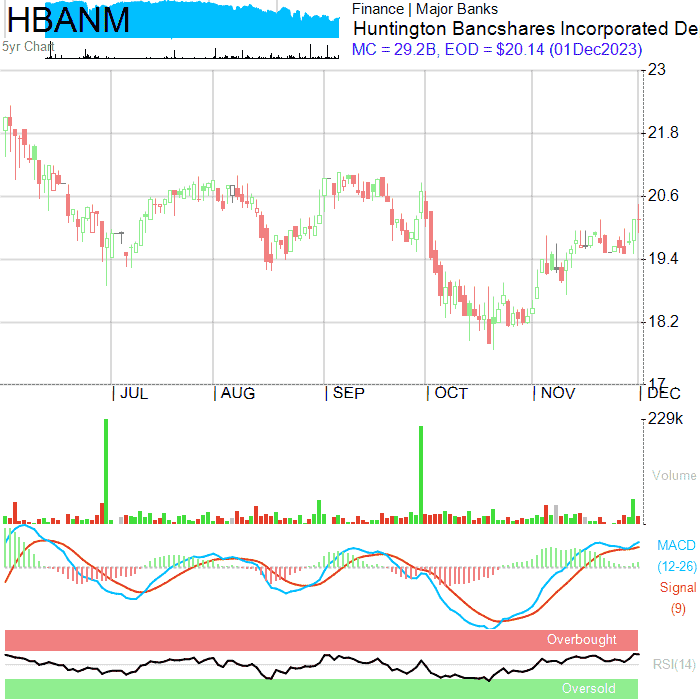 HBANM
5yr Chart
Finance | Major Banks
Huntington Bancshares Incorporated De
MC = 29.2B, EOD = $20.14 (01Dec2023)
23
21.8
20.6
19.4
18.2
17
JUL
AUG
SEP
OCT
NOV
DEC
229k
Volume
MACD
(12-26)
Signal
(9)
Overbought
RSI(14)
Oversold